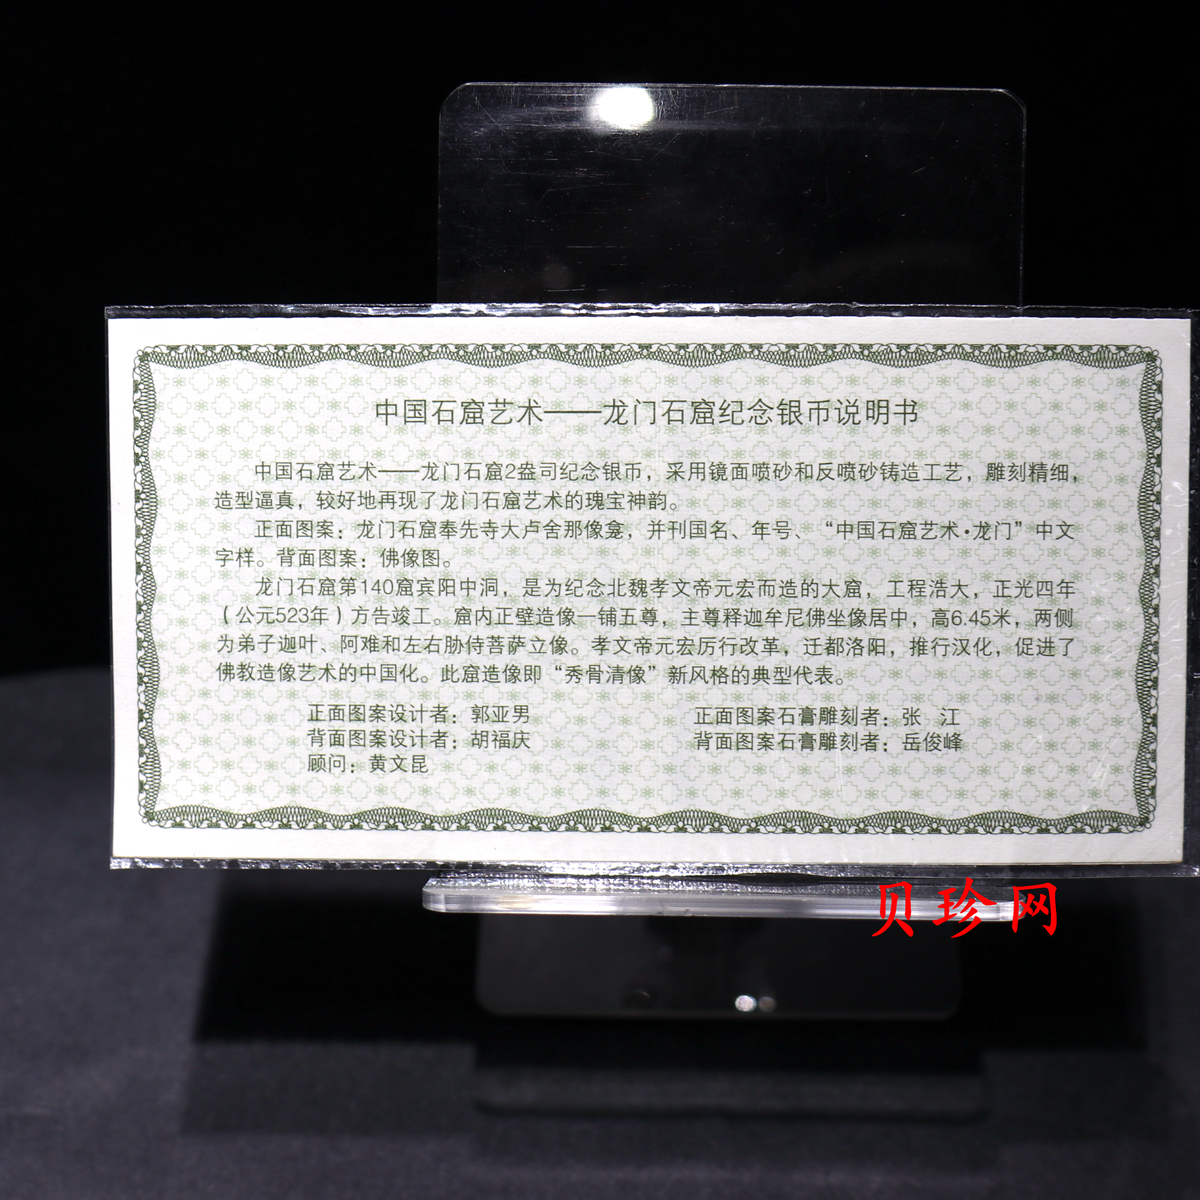 中国石窟艺术——龙门石窟纪念银币说明书
中国石窟艺术——龙门石窟2盎司纪念银币，采用镜面喷砂和反喷砂铸造工艺，雕刻精细，
造型逼真，较好地再现了龙门石窟艺术的瑰宝神韵。
正面图案：龙门石窟奉先寺大卢舍那像龛，并刊国名、年号、“中国石窟艺术·龙门”中文
字样。背面图案：佛像图。
龙门石窟第140窟宾阳中洞，是为纪念北魏孝文帝元宏而造的大窟，工程浩大，正光四年
（公元523年）方告竣工。窟内正壁造像一铺五尊，主尊释迦牟尼佛坐像居中，高6.45米，两侧
为弟子迦叶、阿难和左右胁侍菩萨立像。孝文帝元宏厉行改革，迁都洛阳，推行汉化，促进了
佛教造像艺术的中国化。此窟造像即“秀骨清像”新风格的典型代表。
正面图案设计者：郭亚男 正面图案石膏雕刻者：张 江
背面图案设计者：胡福庆 背面图案石膏雕刻者：岳俊峰
顾问：黄文昆
贝珍网